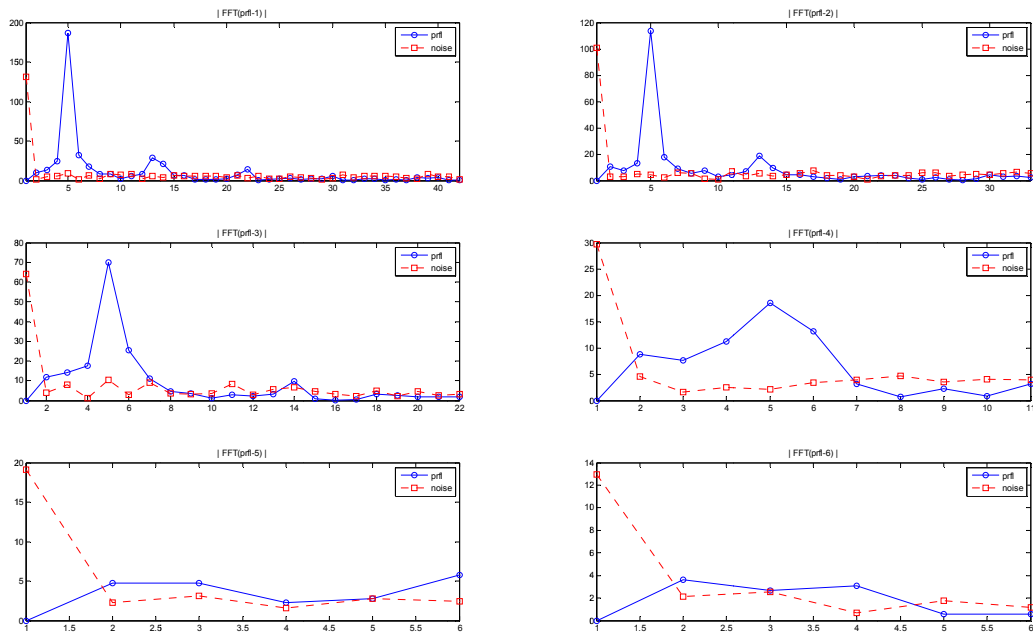 | FFT(prfl-1) |
200
150
100
50
0
5 10 15 20 25 30 35 40
prfl
noise
| FFT(prfl-2) |
120
100
80
60
40
20
0
5 10 15 20 25 30
prfl
noise
| FFT(prfl-3) |
80
70
60
50
40
30
20
10
0
2 4 6 8 10 12 14 16 18 20 22
prfl
noise
| FFT(prfl-4) |
30
25
20
15
10
5
0
1 2 3 4 5 6 7 8 9 10 11
prfl
noise
| FFT(prfl-5) |
20
15
10
5
0
1 1.5 2 2.5 3 3.5 4 4.5 5 5.5 6
prfl
noise
| FFT(prfl-6) |
14
12
10
8
6
4
2
0
1 1.5 2 2.5 3 3.5 4 4.5 5 5.5 6
prfl
noise